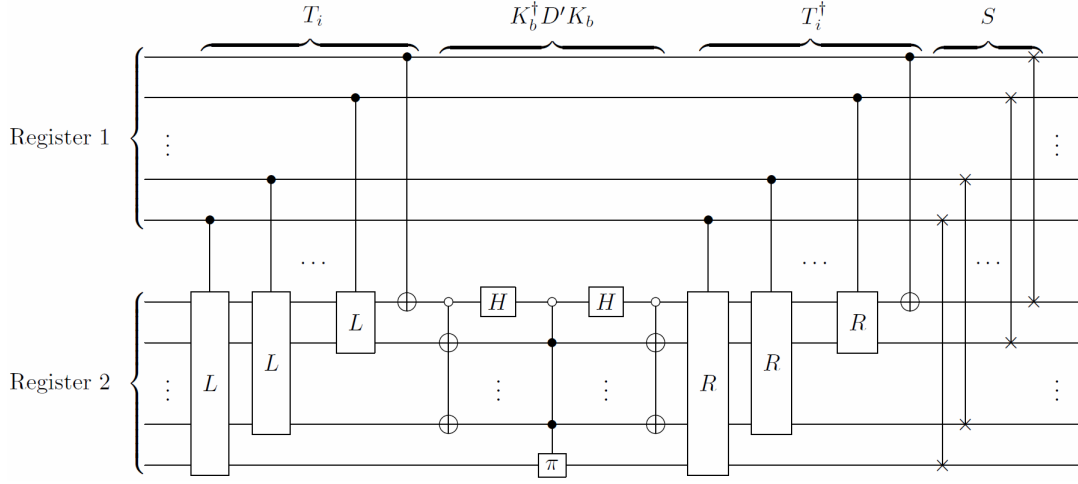 T_i K_b^† D′ K_b T_i^† S
Register 1
⋮ ⋮
... ... ...
L H H R
L L R R
Register 2
⋮ ⋮ ⋮ ⋮
π